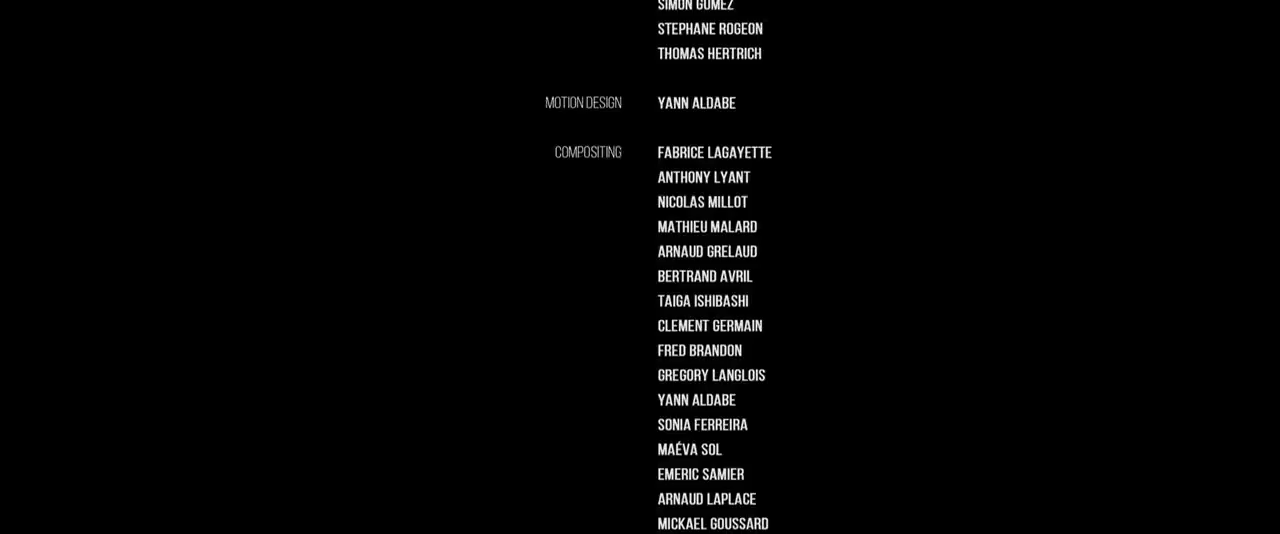 SIMON GOMEZ
STEPHANE ROGEON
THOMAS HERTRICH
MOTION DESIGN YANN ALDABE
COMPOSITING FABRICE LAGAYETTE
ANTHONY LYANT
NICOLAS MILLOT
MATHIEU MALARD
ARNAUD GRELAUD
BERTRAND AVRIL
TAIGA ISHIBASHI
CLEMENT GERMAIN
FRED BRANDON
GREGORY LANGLOIS
YANN ALDABE
SONIA FERREIRA
MAÉVA SOL
EMERIC SAMIER
ARNAUD LAPLACE
MICKAEL GOUSSARD